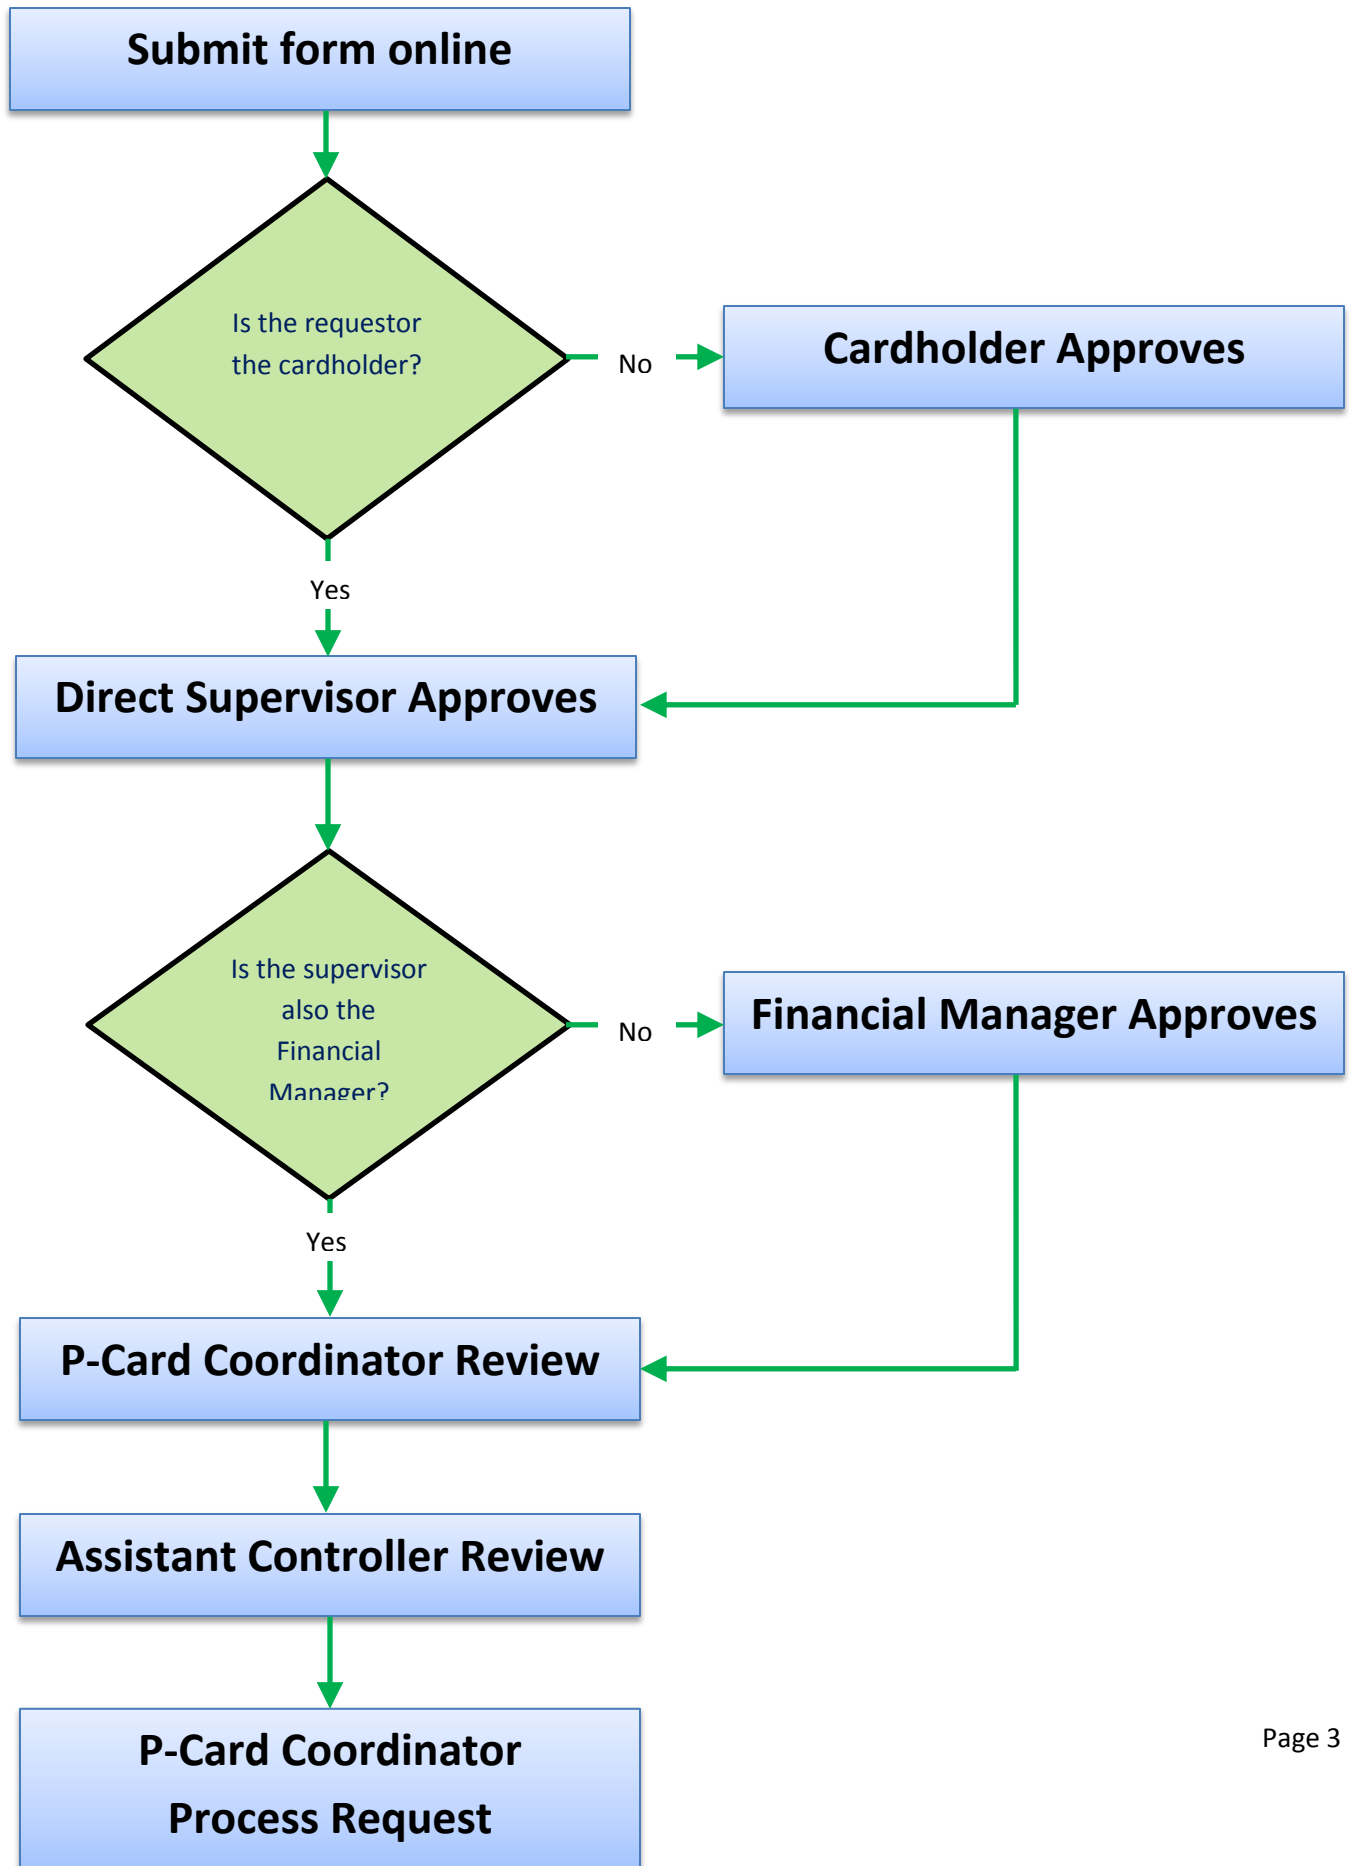 Submit form online
Is the requestor
the cardholder?
No
Cardholder Approves
Yes
Direct Supervisor Approves
Is the supervisor
also the
Financial
Manager?
No
Financial Manager Approves
Yes
P-Card Coordinator Review
Assistant Controller Review
P-Card Coordinator
Process Request
Page 3